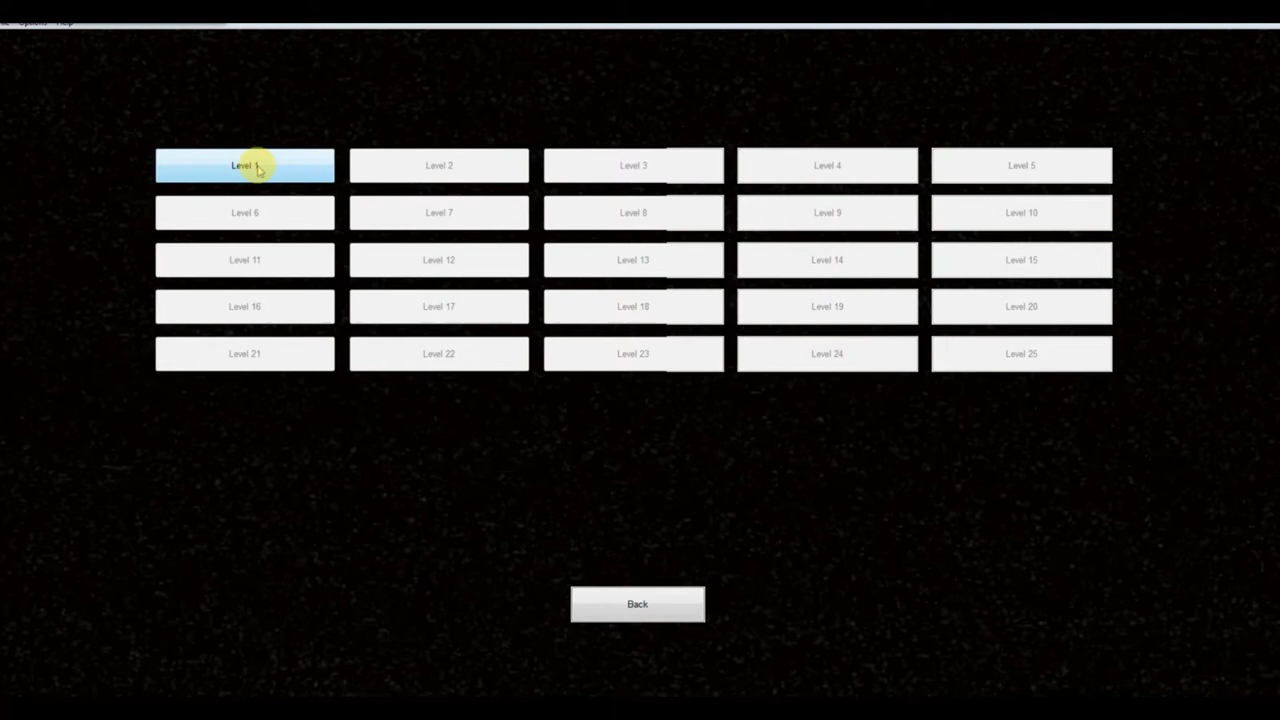 Options Help
Level 1 Level 2 Level 3 Level 4 Level 5
Level 6 Level 7 Level 8 Level 9 Level 10
Level 11 Level 12 Level 13 Level 14 Level 15
Level 16 Level 17 Level 18 Level 19 Level 20
Level 21 Level 22 Level 23 Level 24 Level 25
Back